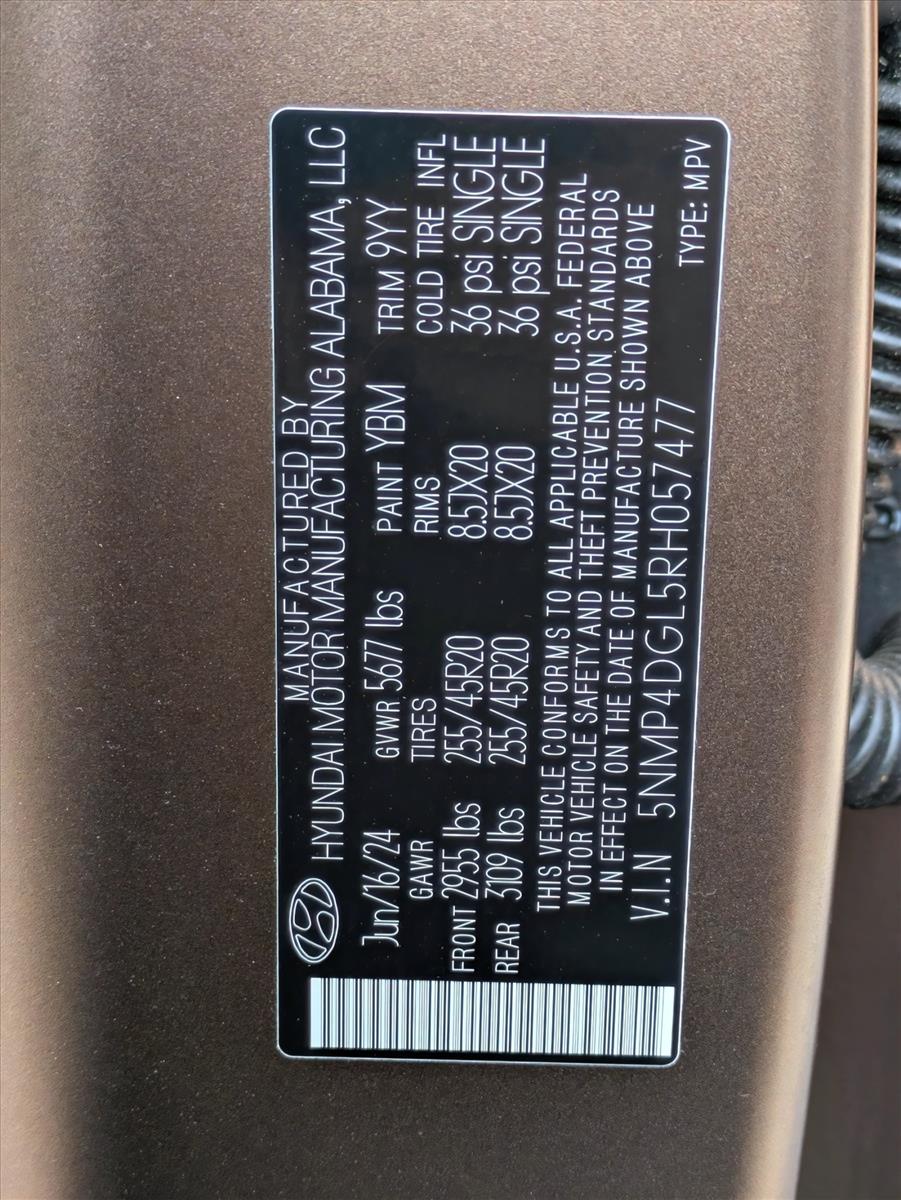 MANUFACTURED BY
HYUNDAI MOTOR MANUFACTURING ALABAMA, LLC
Jun/16/24 GVWR 5677 lbs PAINT YBM TRIM 9YY
GAWR TIRES RIMS COLD TIRE INFL
FRONT 2955 lbs 255/45R20 8.5JX20 36 psi SINGLE
REAR 3109 lbs 255/45R20 8.5JX20 36 psi SINGLE
THIS VEHICLE CONFORMS TO ALL APPLICABLE U.S.A. FEDERAL
MOTOR VEHICLE SAFETY AND THEFT PREVENTION STANDARDS
IN EFFECT ON THE DATE OF MANUFACTURE SHOWN ABOVE
V.I.N 5NMP4DGL5RH057477 TYPE: MPV